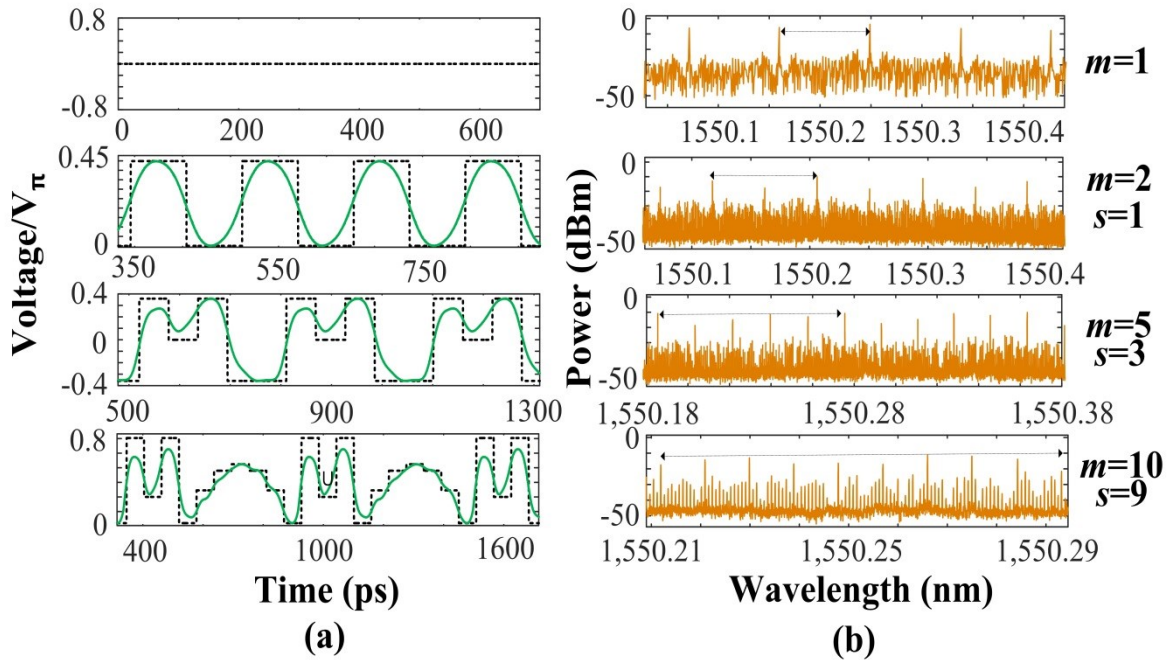 Voltage/Vπ
0.8
-0.8
0 200 400 600
0.45
0
350 550 750
0.4
0
-0.4
500 900 1300
0.8
0
U
400 1000 1600
Time (ps)
(a)
Power (dBm)
0
-50
1550.1 1550.2 1550.3 1550.4
m=1
0
-50
1550.1 1550.2 1550.3 1550.4
m=2
s=1
0
-50
1,550.18 1,550.28 1,550.38
m=5
s=3
0
-50
1,550.21 1,550.25 1,550.29
m=10
s=9
Wavelength (nm)
(b)